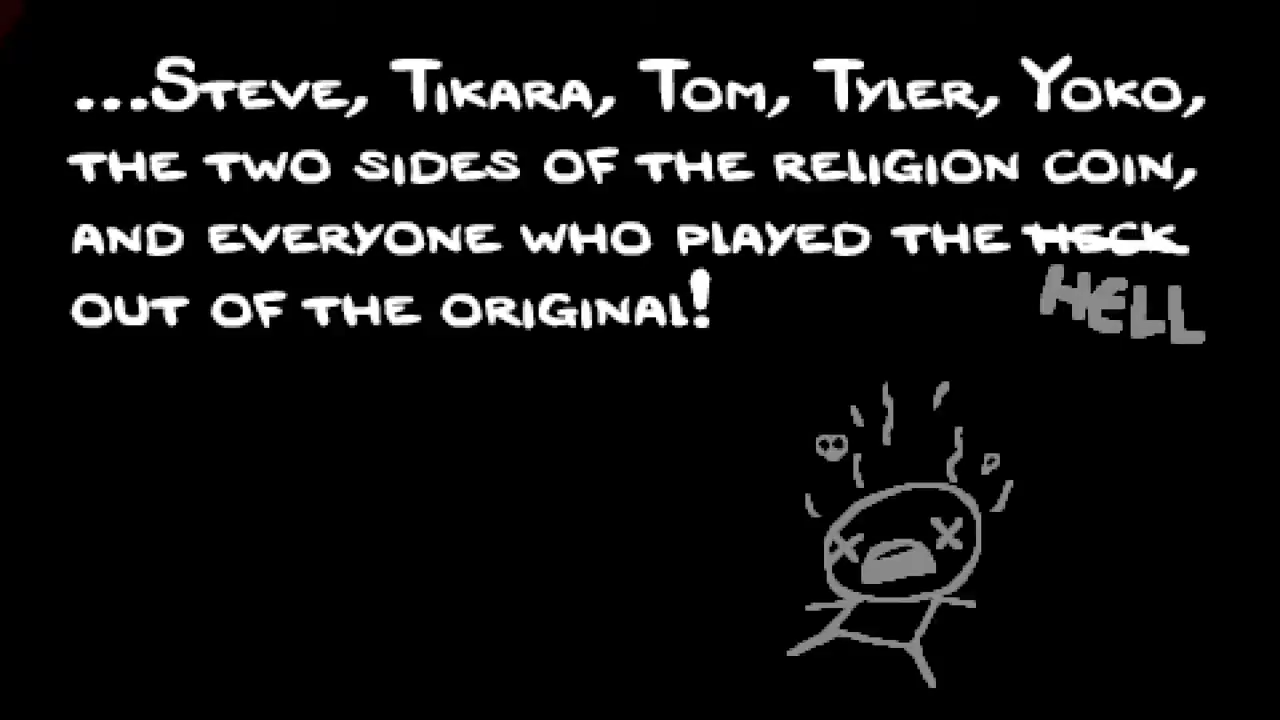 ...Steve, Tikara, Tom, Tyler, Yoko,
the two sides of the religion coin,
and everyone who played the heck
HELL
out of the original!